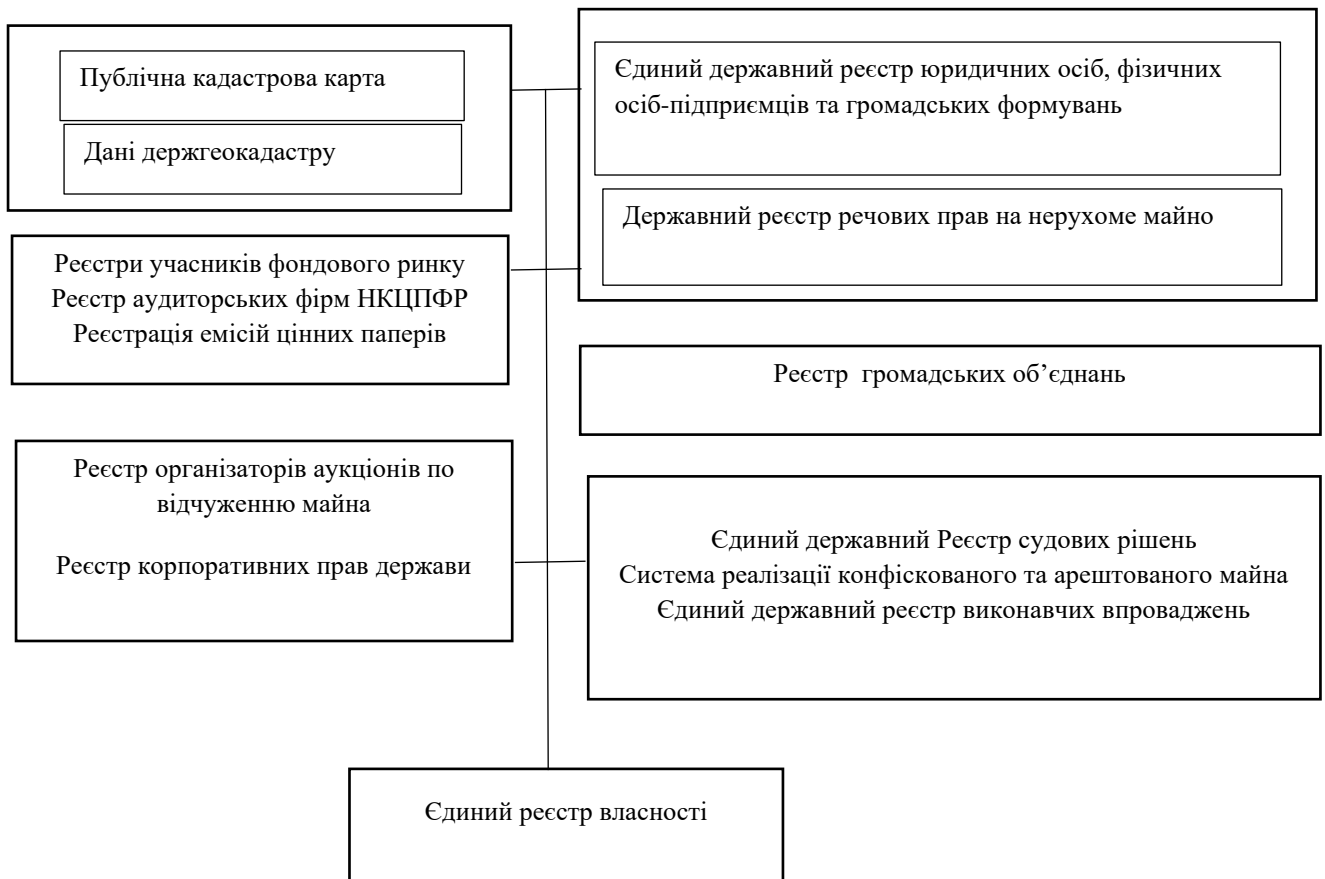 Публічна кадастрова карта
Дані держгеокадастру
Єдиний державний реєстр юридичних осіб, фізичних
осіб-підприємців та громадських формувань
Державний реєстр речових прав на нерухоме майно
Реєстри учасників фондового ринку
Реєстр аудиторських фірм НКЦПФР
Реєстрація емісій цінних паперів
Реєстр громадських об’єднань
Реєстр організаторів аукціонів по
відчуженню майна
Реєстр корпоративних прав держави
Єдиний державний Реєстр судових рішень
Система реалізації конфіскованого та арештованого майна
Єдиний державний реєстр виконавчих впроваджень
Єдиний реєстр власності